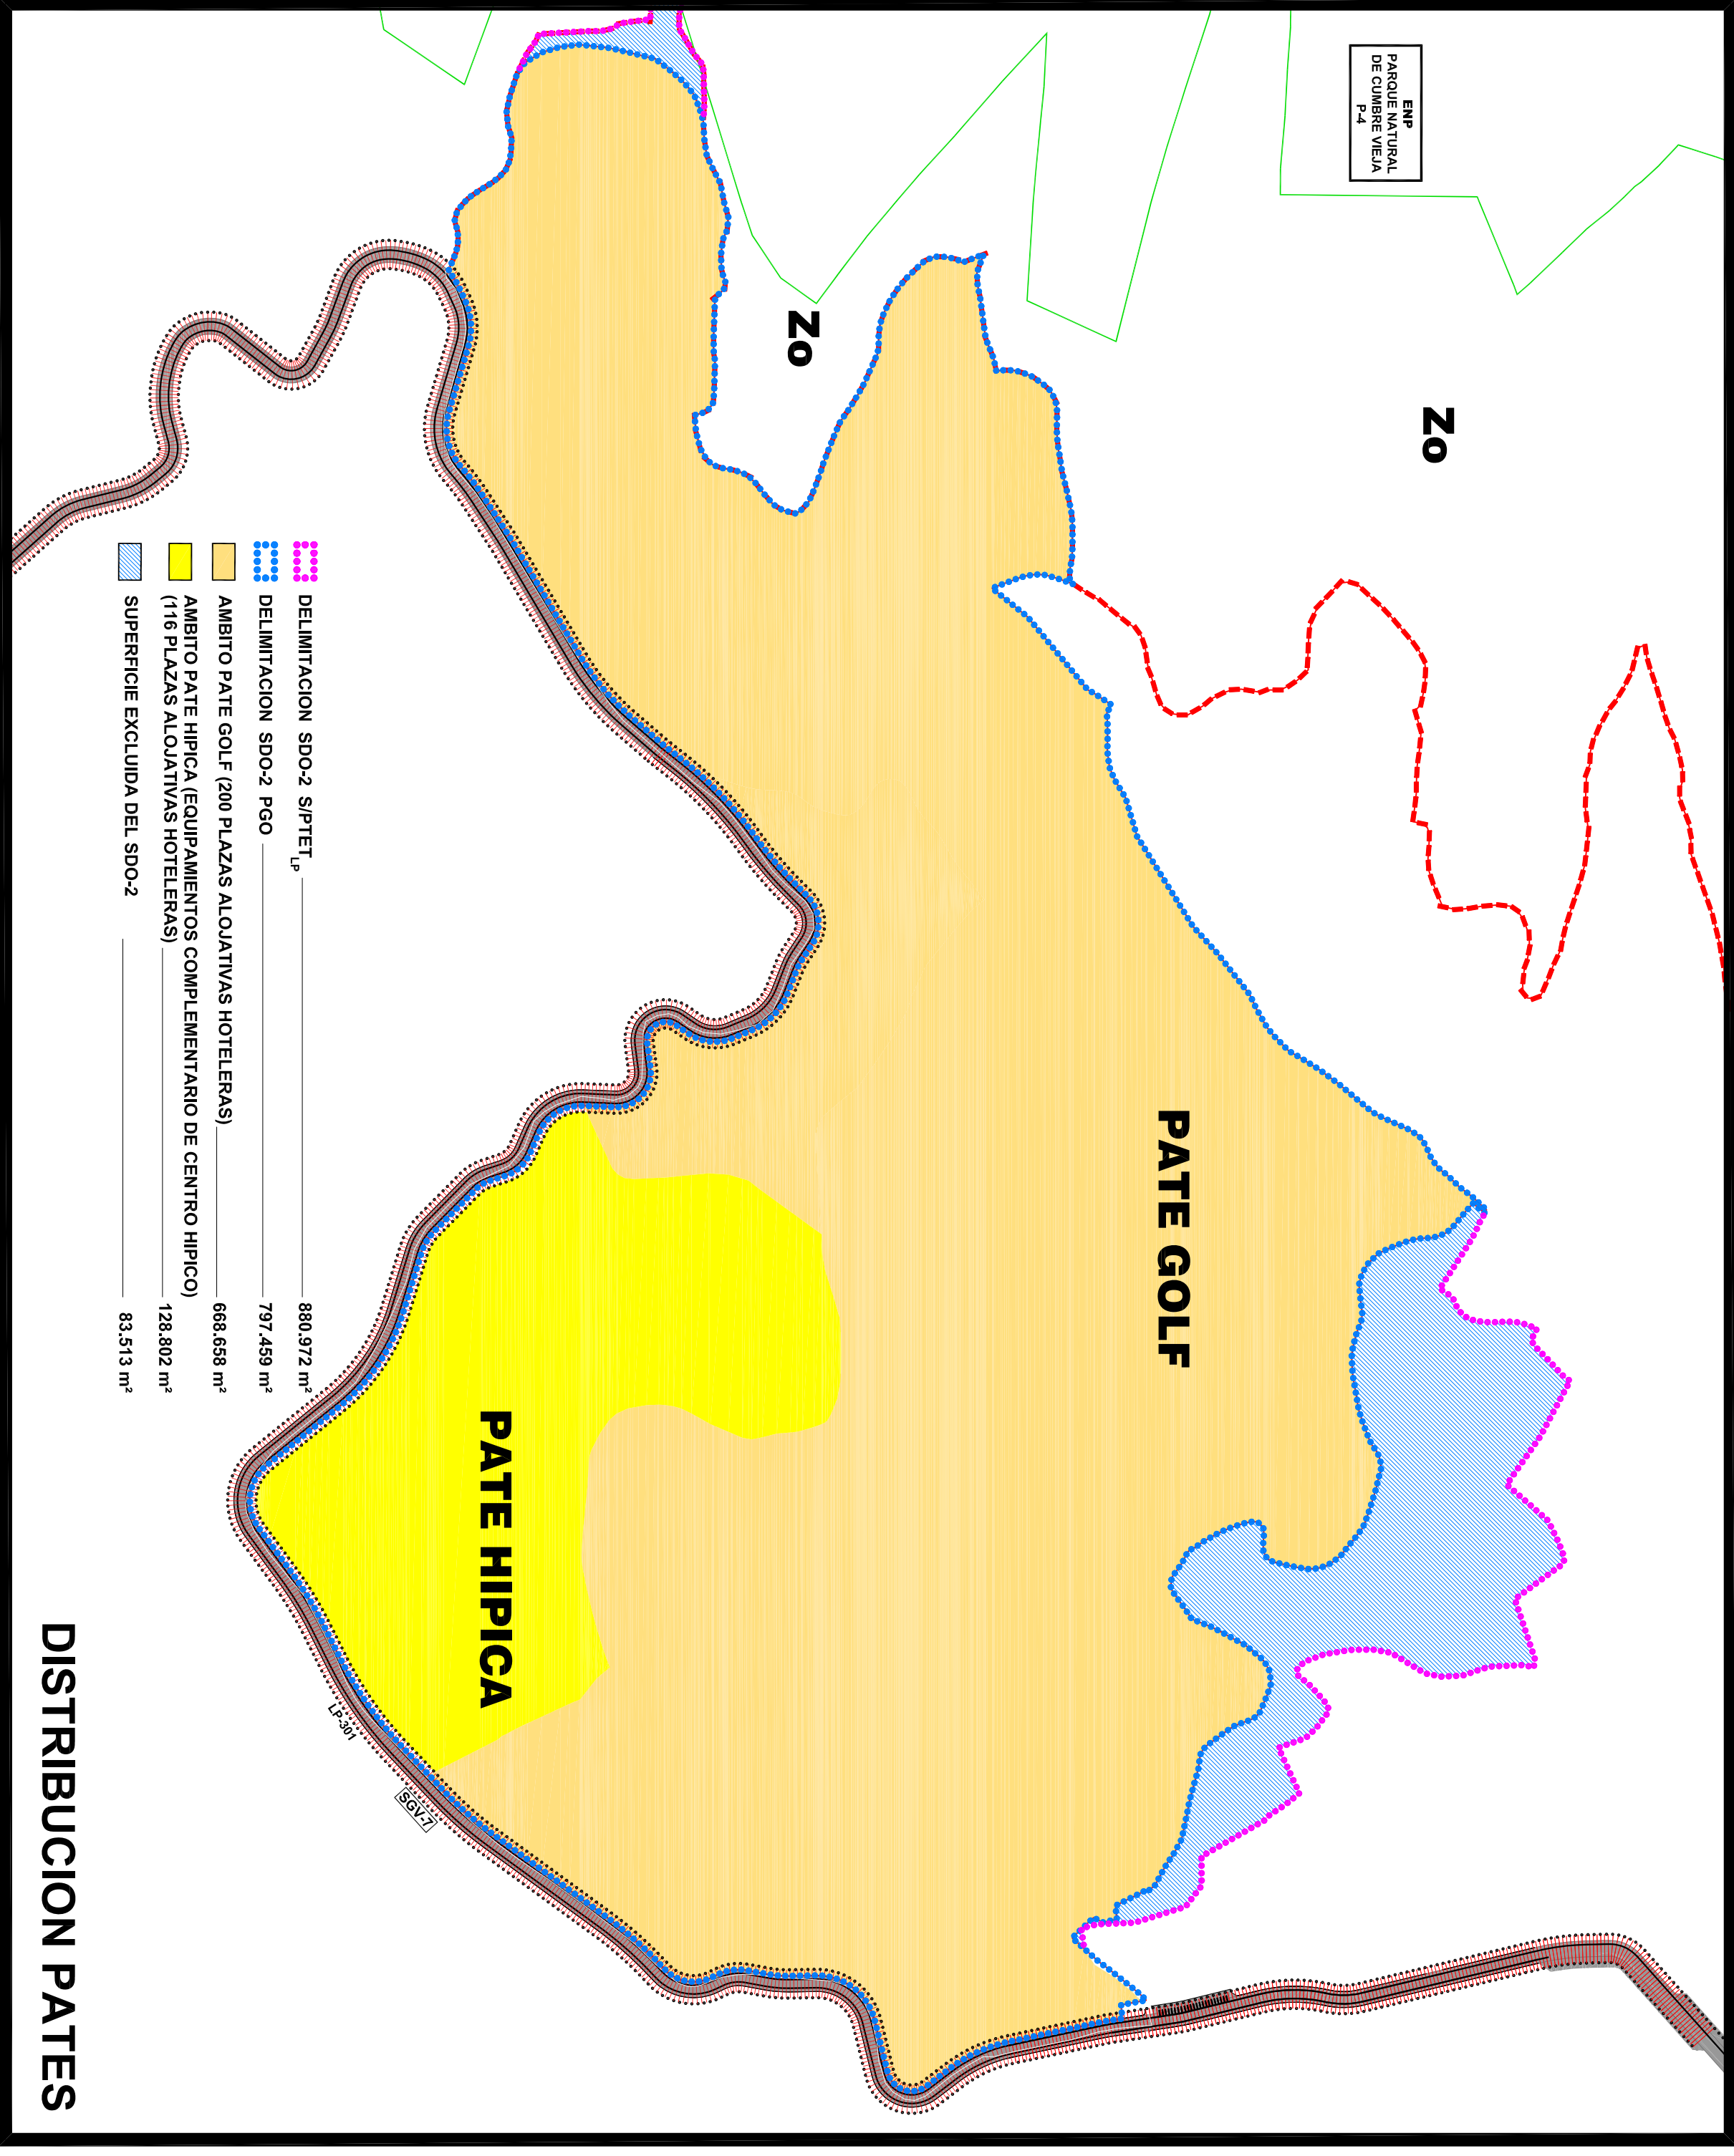 ENP
PARQUE NATURAL
DE CUMBRE VIEJA
P-4
Zo
Zo
PATE GOLF
PATE HIPICA
LP-301
SGV-7
DELIMITACION SDO-2 S/PTET LP 880.972 m²
DELIMITACION SDO-2 PGO 797.459 m²
AMBITO PATE GOLF (200 PLAZAS ALOJATIVAS HOTELERAS) 668.658 m²
AMBITO PATE HIPICA (EQUIPAMIENTOS COMPLEMENTARIO DE CENTRO HIPICO)
(116 PLAZAS ALOJATIVAS HOTELERAS) 128.802 m²
SUPERFICIE EXCLUIDA DEL SDO-2 83.513 m²
DISTRIBUCION PATES